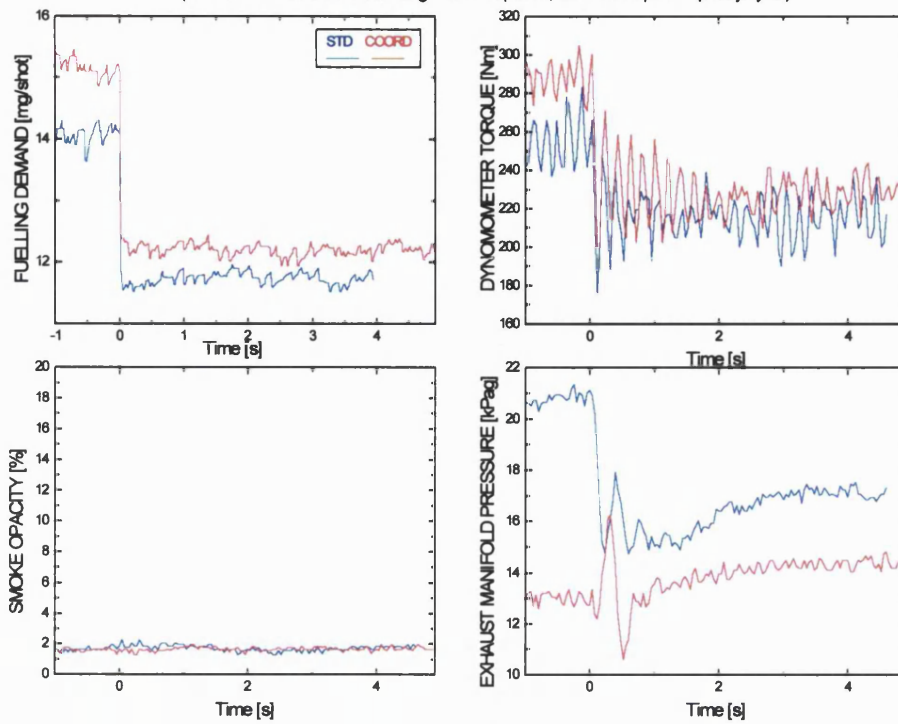 STD COORD
FUELLING DEMAND [mg/shot]
16
14
12
-1 0 1 2 3 4
Time [s]
DYNOMOMETER TORQUE [Nm]
320
300
280
260
240
220
200
180
160
0 2 4
Time [s]
SMOKE OPACITY [%]
20
18
16
14
12
10
8
6
4
2
0
0 2 4
Time [s]
EXHAUST MANIFOLD PRESSURE [kPag]
22
21
18
16
14
13
12
10
0 2 4
Time [s]